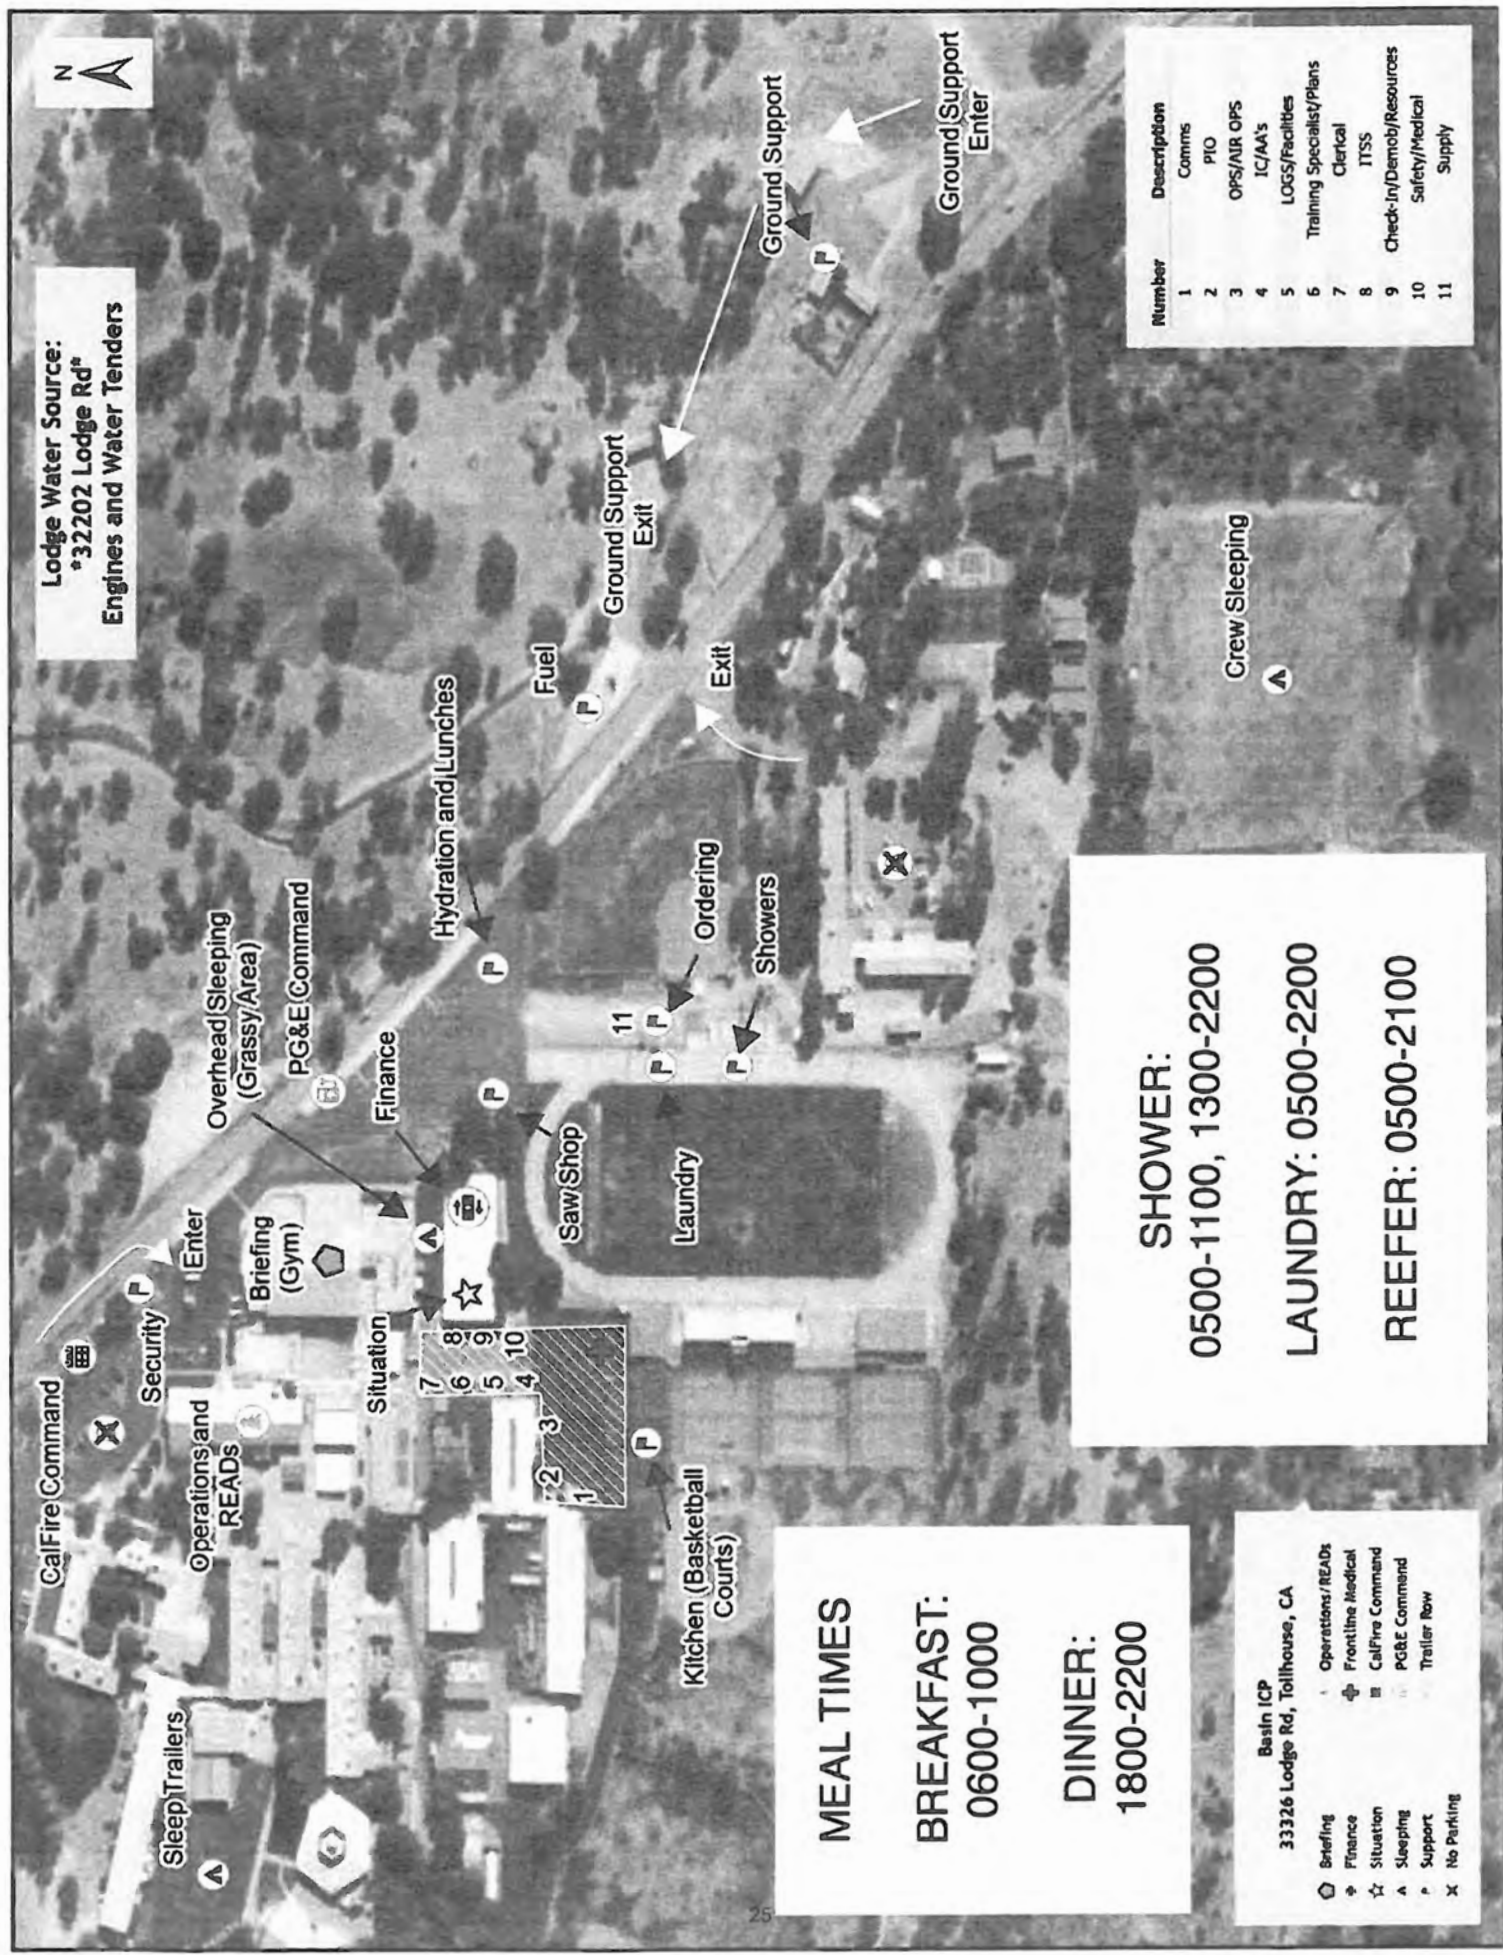 N
Lodge Water Source:
*32202 Lodge Rd*
Engines and Water Tenders
CalFire Command
Security
Enter
Operations and
READs
Sleep Trailers
Briefing
(Gym)
Overhead Sleeping
(Grassy Area)
PG&E Command
Finance
Situation
Hydration and Lunches
Fuel
Ground Support
Exit
Ground Support
Ground Support
Enter
Exit
7
8
6
9
5
10
4
3
2
1
Kitchen (Basketball
Courts)
Saw Shop
Laundry
11
Ordering
Showers
Crew Sleeping
MEAL TIMES
BREAKFAST:
0600-1000
DINNER:
1800-2200
SHOWER:
0500-1100, 1300-2200
LAUNDRY: 0500-2200
REEFER: 0500-2100
Number Description
1 Comms
2 PIO
3 OPS/AIR OPS
4 IC/AA's
5 LOGS/Facilities
6 Training Specialist/Plans
7 Clerical
8 ITSS
9 Check-In/Demob/Resources
10 Safety/Medical
11 Supply
Basin ICP
33326 Lodge Rd, Tollhouse, CA
Briefing
Finance
Situation
Sleeping
Support
No Parking
Operations/READs
Frontline Medical
CalFire Command
PG&E Command
Trailer Row
25